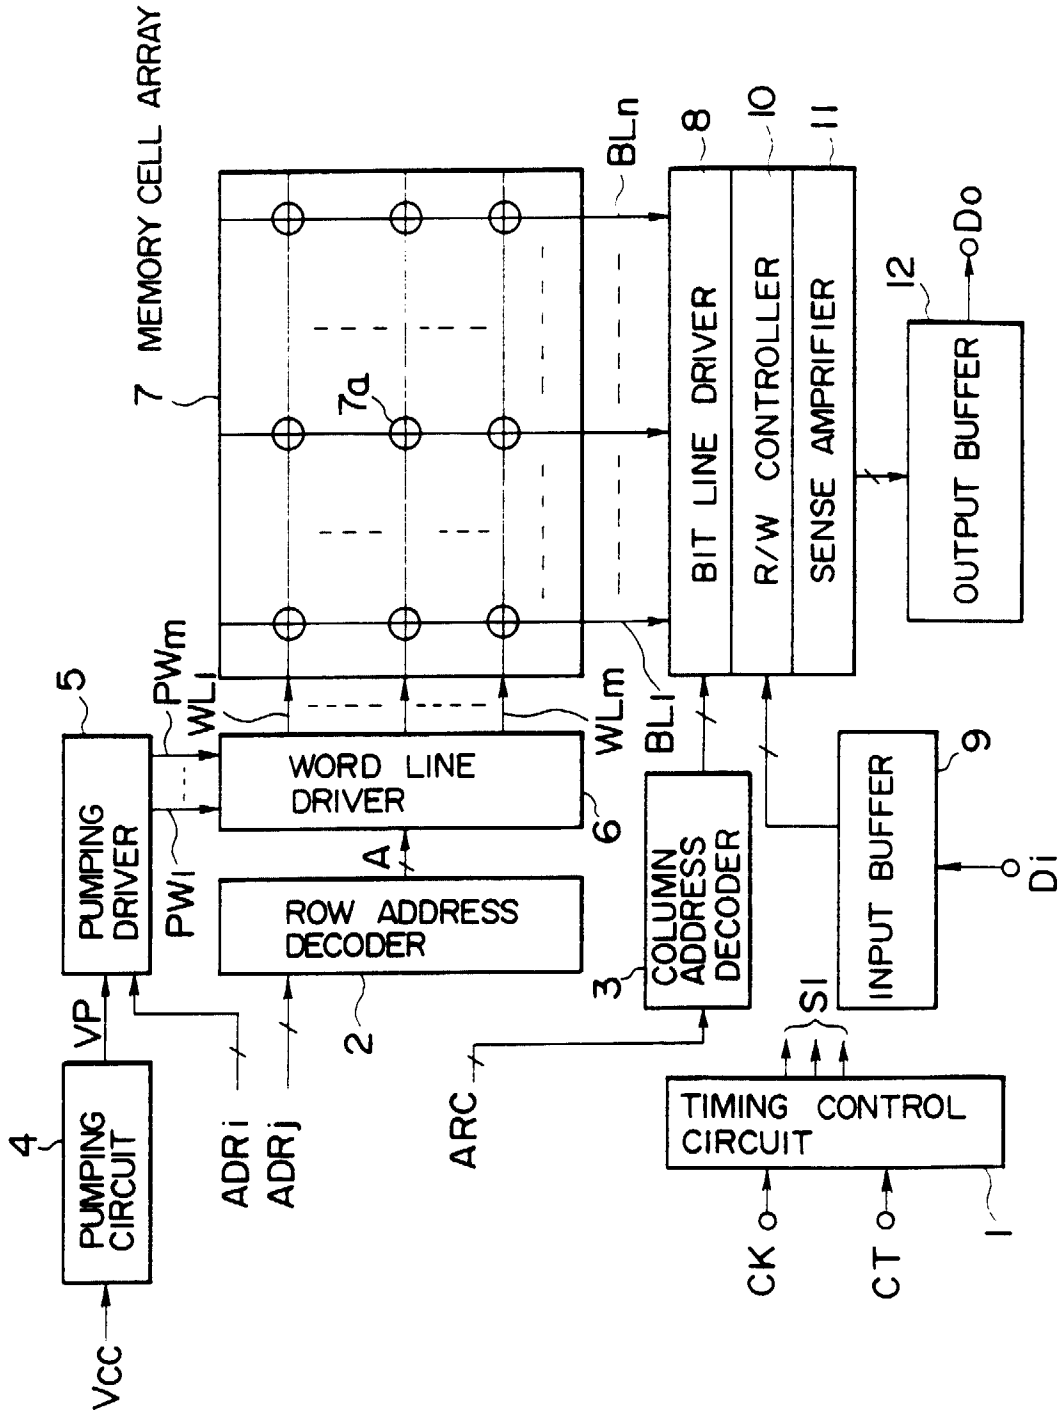 7 MEMORY CELL ARRAY
7a
BLn
5
PWm
WL1
WLm
BL1
PUMPING
DRIVER
PW1
WORD LINE
DRIVER
6
A
VP
ROW ADDRESS
DECODER
2
4
PUMPING
CIRCUIT
Vcc
ADRi
ADRj
ARC
3
COLUMN
ADDRESS
DECODER
BIT LINE DRIVER
8
R/W CONTROLLER
10
SENSE AMPRIFIER
11
12
OUTPUT BUFFER
Do
INPUT BUFFER
9
Di
S1
TIMING CONTROL
CIRCUIT
1
CK
CT